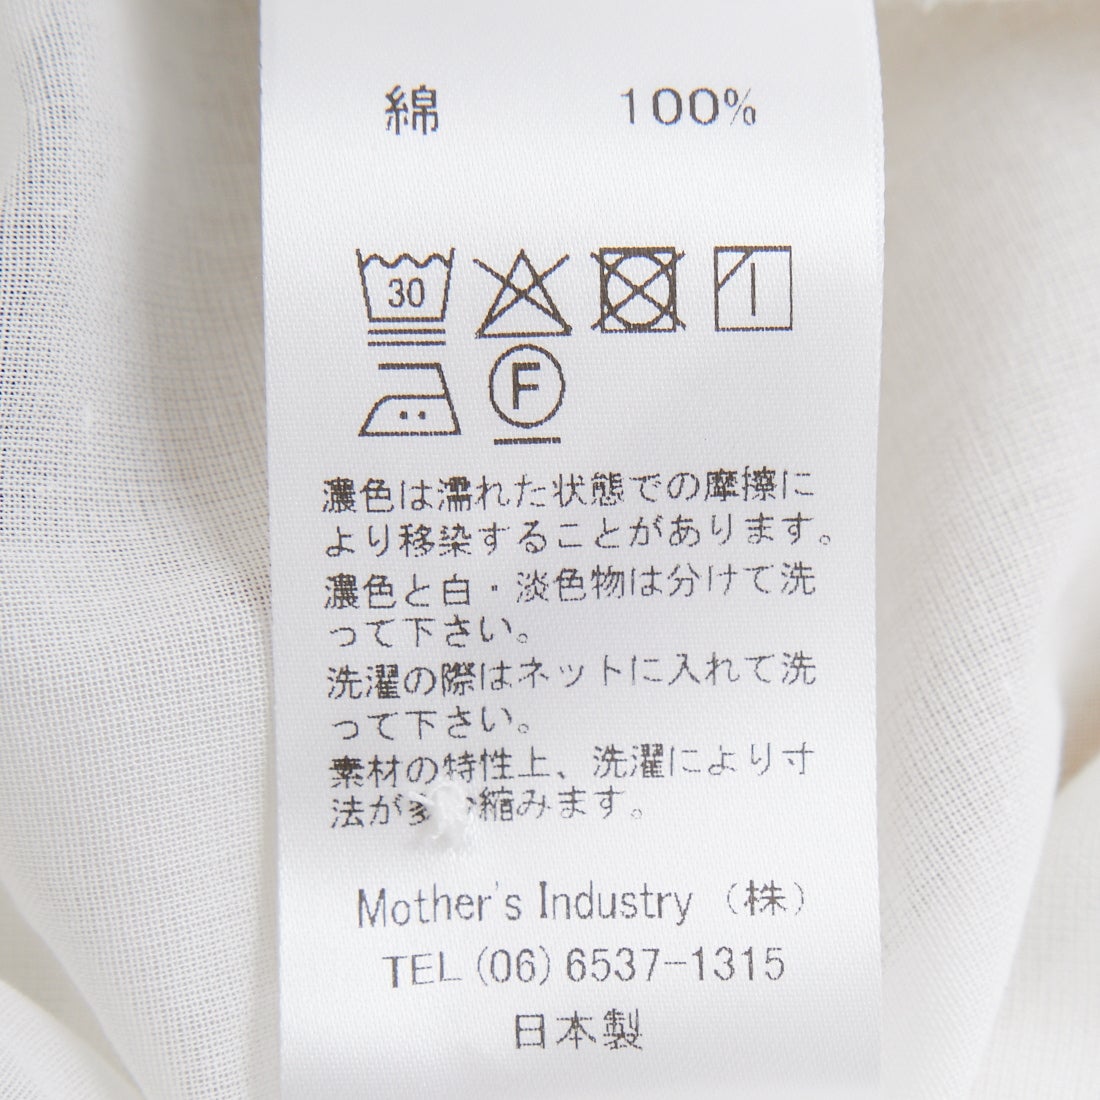 綿 100%
30
F
濃色は濡れた状態での摩擦に
より移染することがあります。
濃色と白・淡色物は分けて洗
って下さい。
洗濯の際はネットに入れて洗
って下さい。
素材の特性上、洗濯により寸
法が多少縮みます。
Mother's Industry (株)
TEL(06)6537-1315
日本製